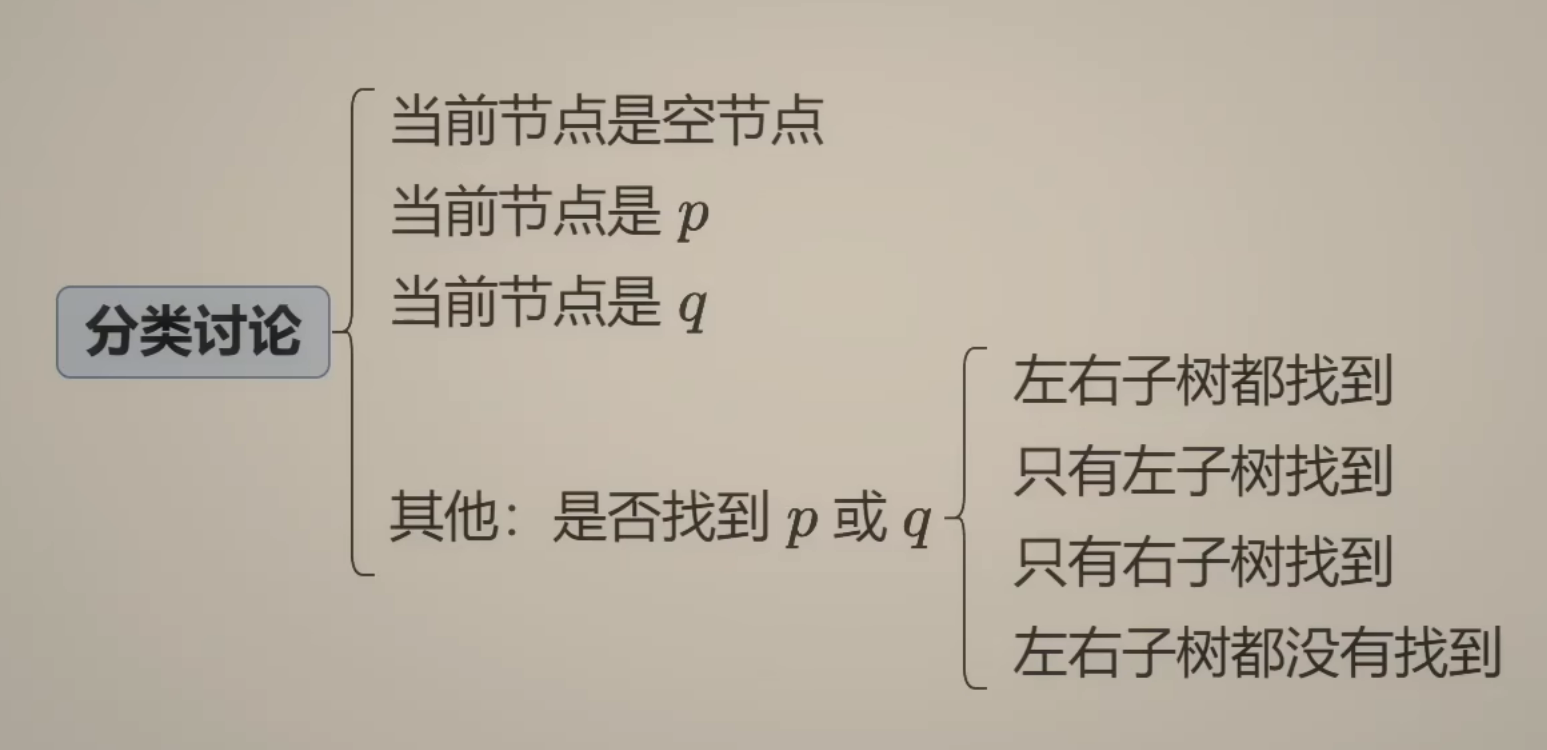 分类讨论
当前节点是空节点
当前节点是 p
当前节点是 q
其他：是否找到 p 或 q
左右子树都找到
只有左子树找到
只有右子树找到
左右子树都没有找到